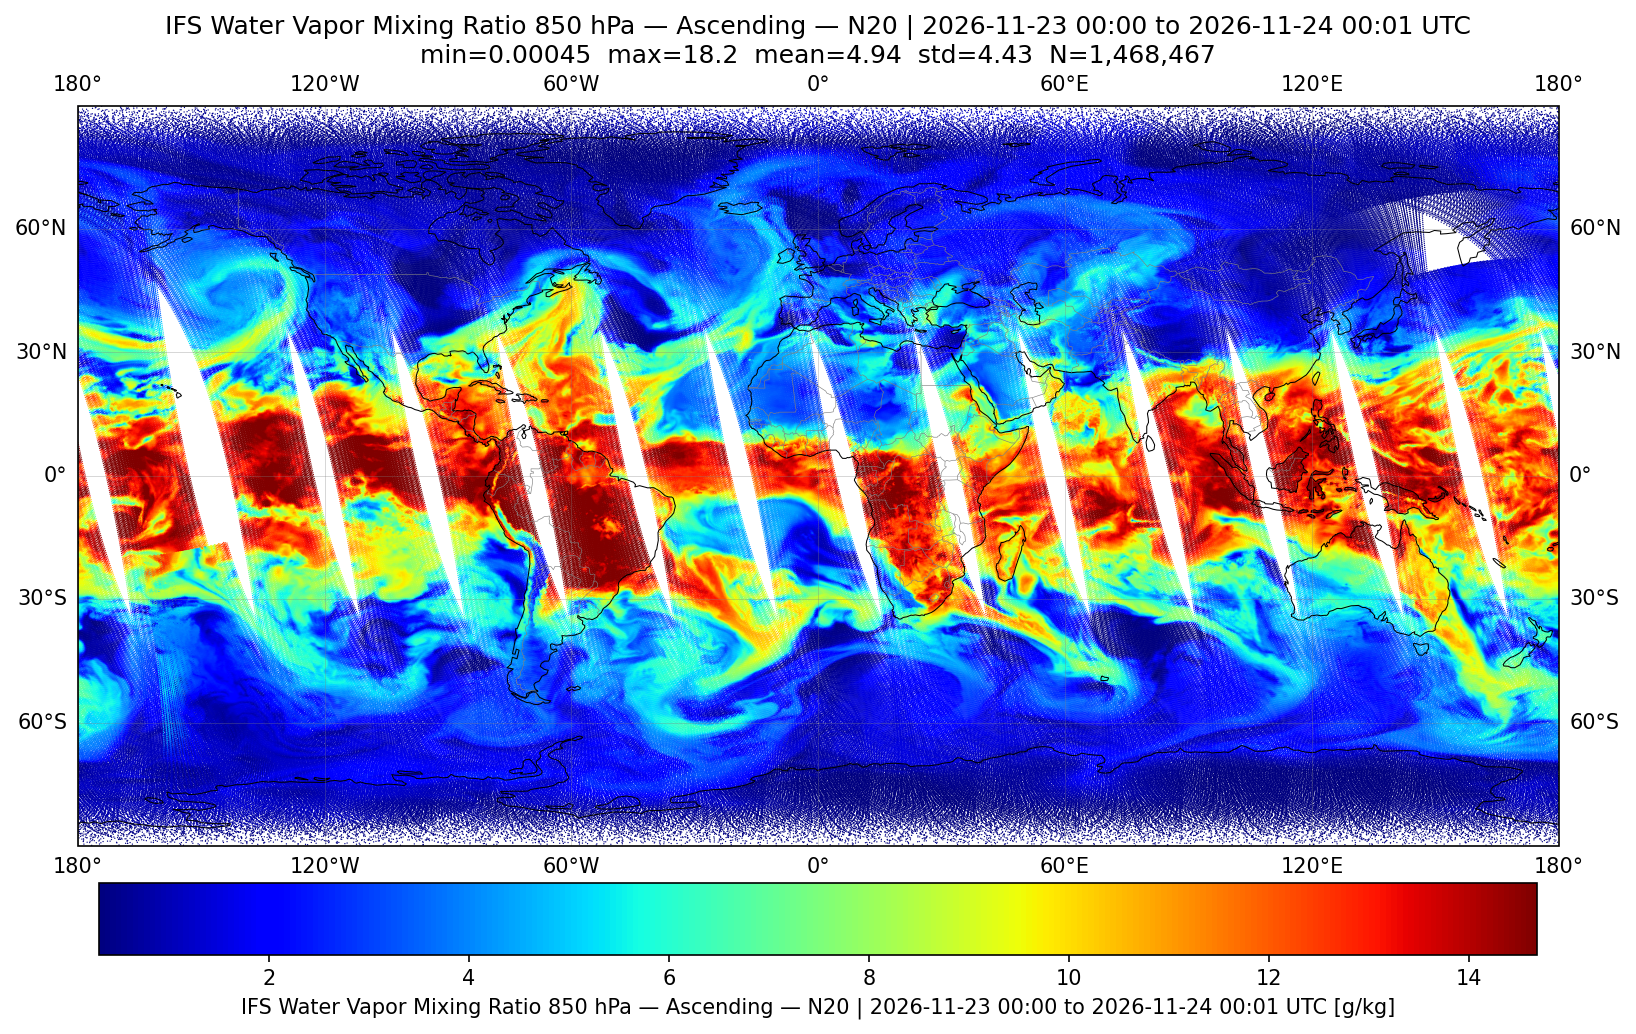 IFS Water Vapor Mixing Ratio 850 hPa — Ascending — N20 | 2026-11-23 00:00 to 2026-11-24 00:01 UTC
min=0.00045  max=18.2  mean=4.94  std=4.43  N=1,468,467
180° 120°W 60°W 0° 60°E 120°E 180°
60°N 60°N
30°N 30°N
0° 0°
30°S 30°S
60°S 60°S
180° 120°W 60°W 0° 60°E 120°E 180°
2 4 6 8 10 12 14
IFS Water Vapor Mixing Ratio 850 hPa — Ascending — N20 | 2026-11-23 00:00 to 2026-11-24 00:01 UTC [g/kg]